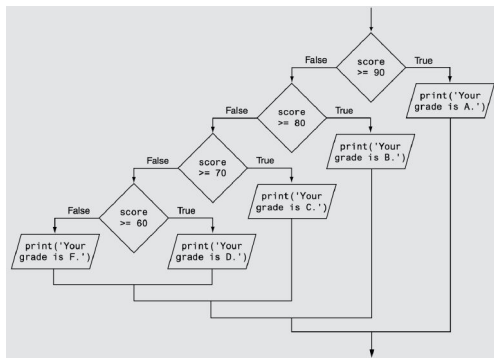 score
>= 90
False
True
print('Your
grade is A.')
score
>= 80
False
True
print('Your
grade is B.')
score
>= 70
False
True
print('Your
grade is C.')
score
>= 60
False
True
print('Your
grade is F.')
print('Your
grade is D.')